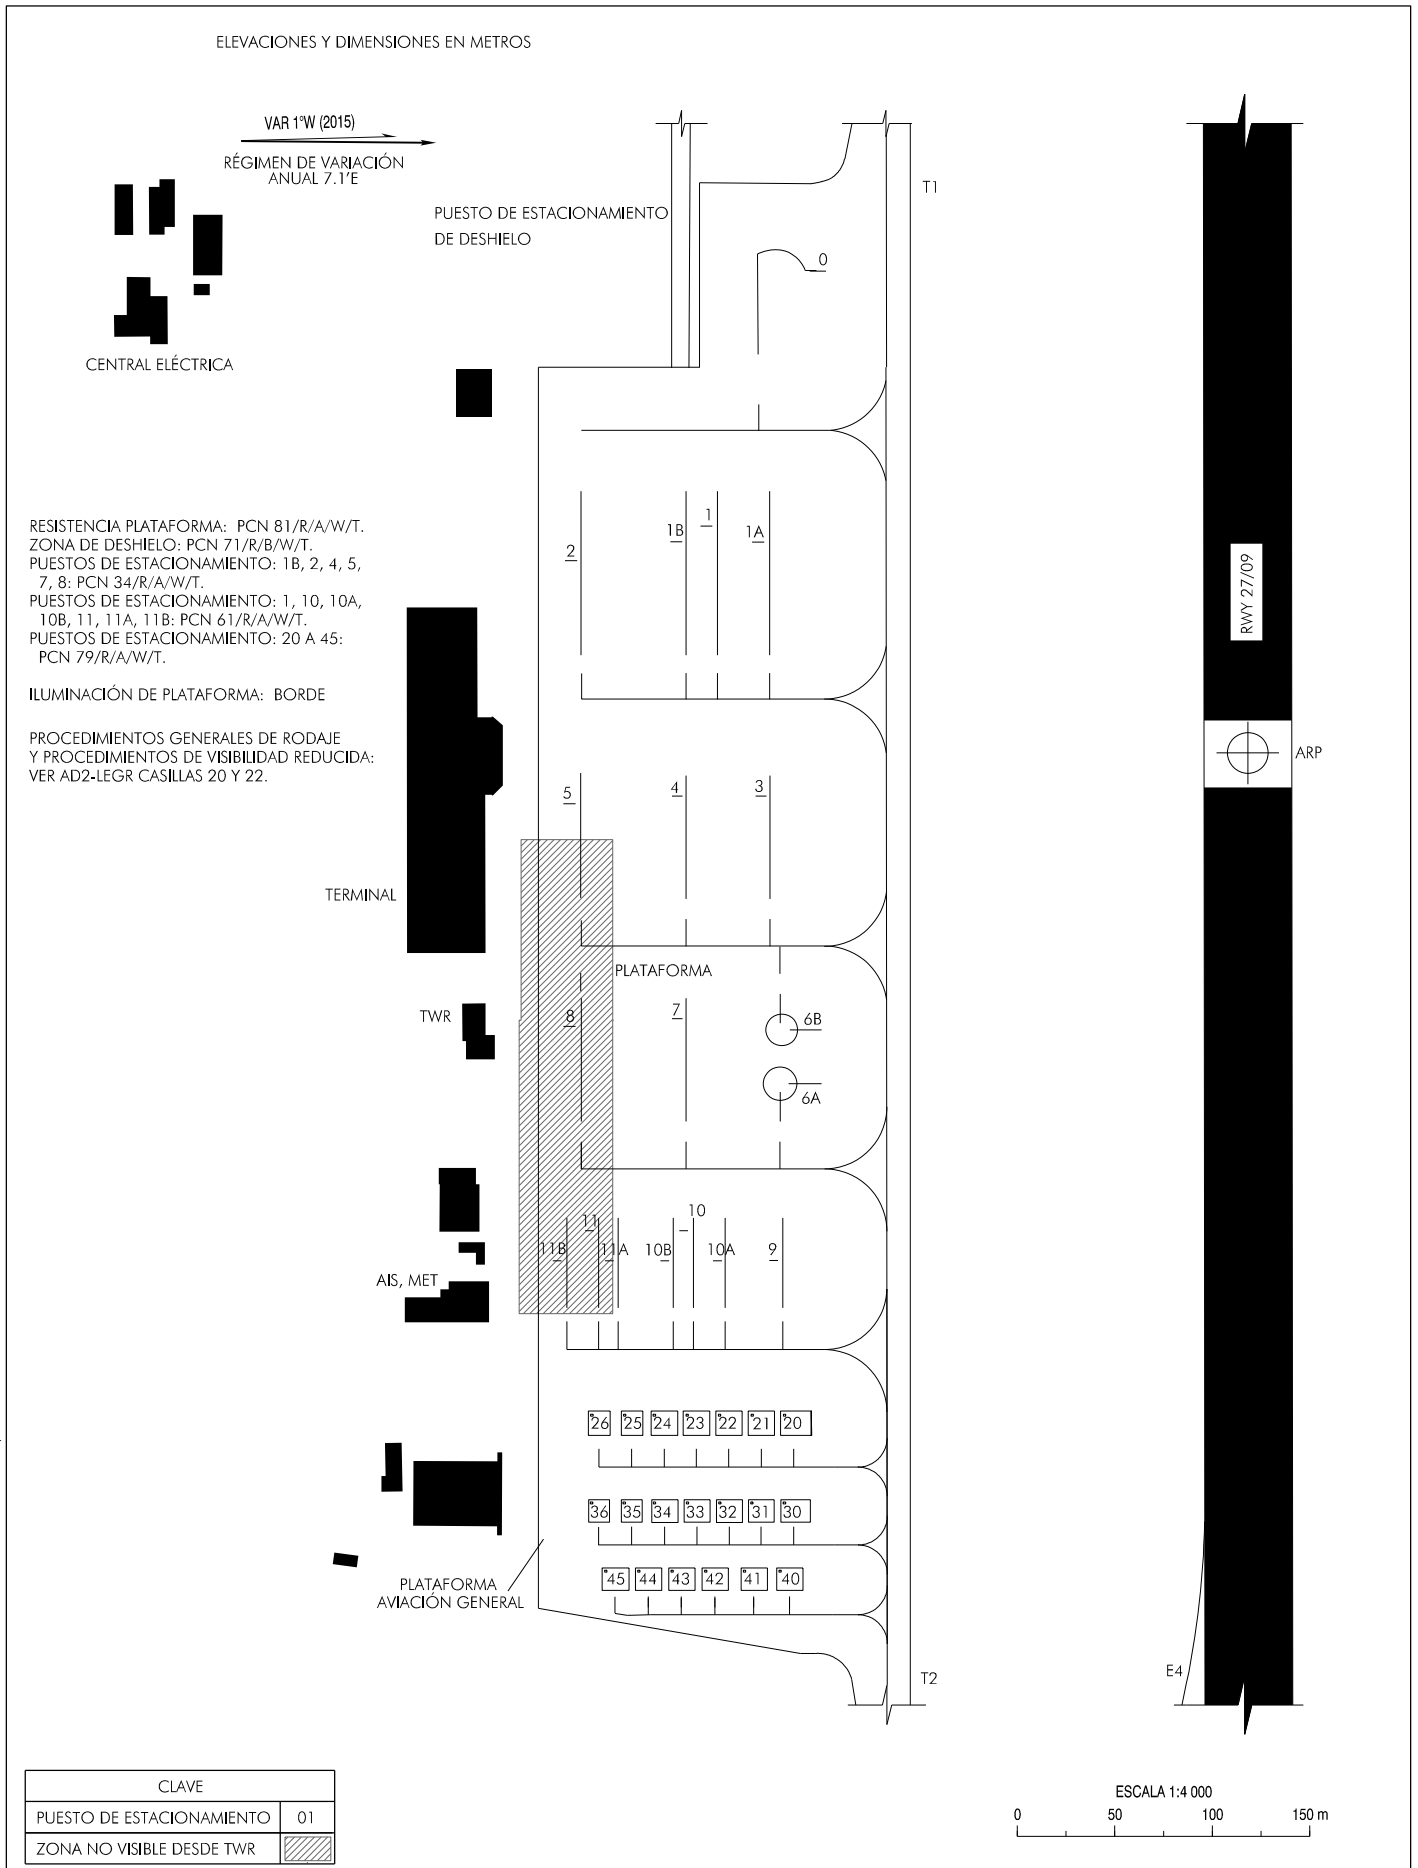 ELEVACIONES Y DIMENSIONES EN METROS
VAR 1°W (2015)
RÉGIMEN DE VARIACIÓN
ANUAL 7.1'E
T1
PUESTO DE ESTACIONAMIENTO
DE DESHIELO
0
CENTRAL ELÉCTRICA
RESISTENCIA PLATAFORMA: PCN 81/R/A/W/T.
ZONA DE DESHIELO: PCN 71/R/B/W/T.
PUESTOS DE ESTACIONAMIENTO: 1B, 2, 4, 5,
7, 8: PCN 34/R/A/W/T.
PUESTOS DE ESTACIONAMIENTO: 1, 10, 10A,
10B, 11, 11A, 11B: PCN 61/R/A/W/T.
PUESTOS DE ESTACIONAMIENTO: 20 A 45:
PCN 79/R/A/W/T.
ILUMINACIÓN DE PLATAFORMA: BORDE
PROCEDIMIENTOS GENERALES DE RODAJE
Y PROCEDIMIENTOS DE VISIBILIDAD REDUCIDA:
VER AD2-LEGR CASILLAS 20 Y 22.
2
1B
1
1A
RWY 27/09
ARP
5
4
3
TERMINAL
PLATAFORMA
TWR
8
7
6B
6A
11
10
11B
11A
10B
10A
9
AIS, MET
26 25 24 23 22 21 20
36 35 34 33 32 31 30
45 44 43 42 41 40
PLATAFORMA
AVIACIÓN GENERAL
T2
E4
CLAVE
PUESTO DE ESTACIONAMIENTO 01
ZONA NO VISIBLE DESDE TWR
ESCALA 1:4 000
0 50 100 150 m